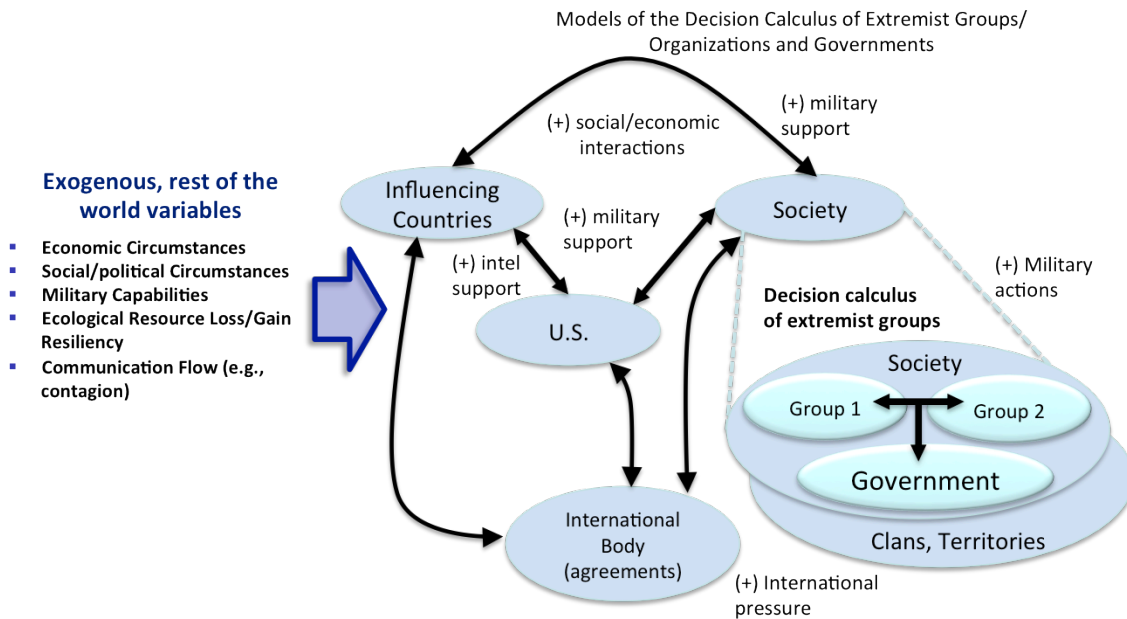 Models of the Decision Calculus of Extremist Groups/
Organizations and Governments
(+) military
support
(+) social/economic
interactions
Exogenous, rest of the
world variables
Economic Circumstances
Social/political Circumstances
Military Capabilities
Ecological Resource Loss/Gain
Resiliency
Communication Flow (e.g.,
contagion)
Influencing
Countries
(+) military
support
Society
(+) intel
support
(+) Military
actions
U.S.
Decision calculus
of extremist groups
Society
Group 1
Group 2
Government
Clans, Territories
International
Body
(agreements)
(+) International
pressure